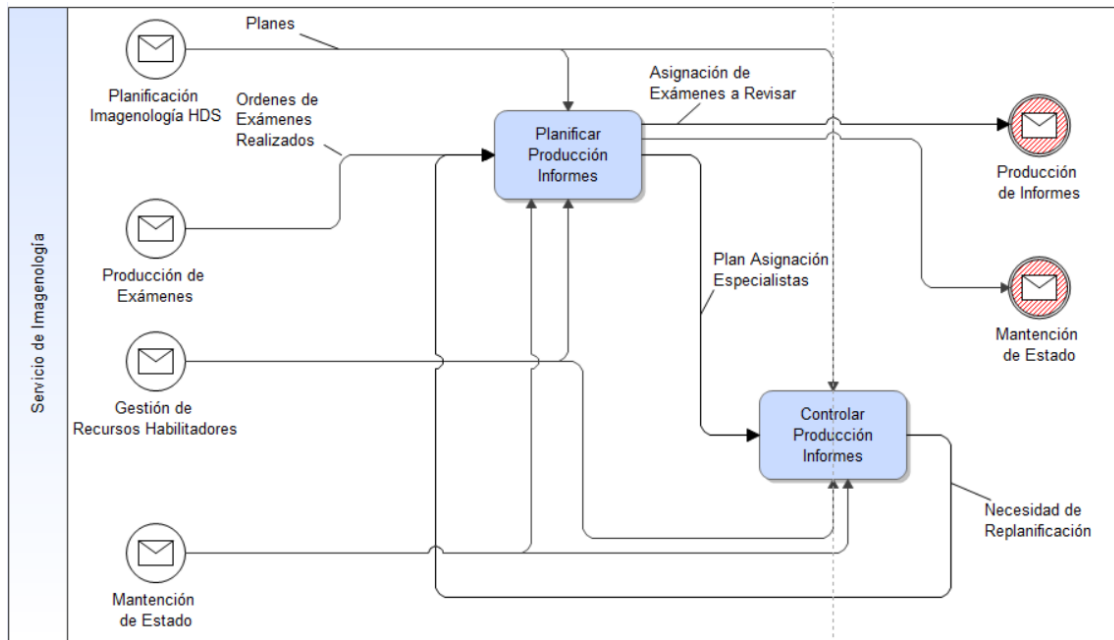 Servicio de Imagenología
Planificación
Imagenología HDS
Planes
Ordenes de
Exámenes
Realizados
Producción de
Exámenes
Gestión de
Recursos Habilitadores
Mantención
de Estado
Planificar
Producción
Informes
Asignación de
Exámenes a Revisar
Plan Asignación
Especialistas
Controlar
Producción
Informes
Necesidad de
Replanificación
Producción
de Informes
Mantención
de Estado